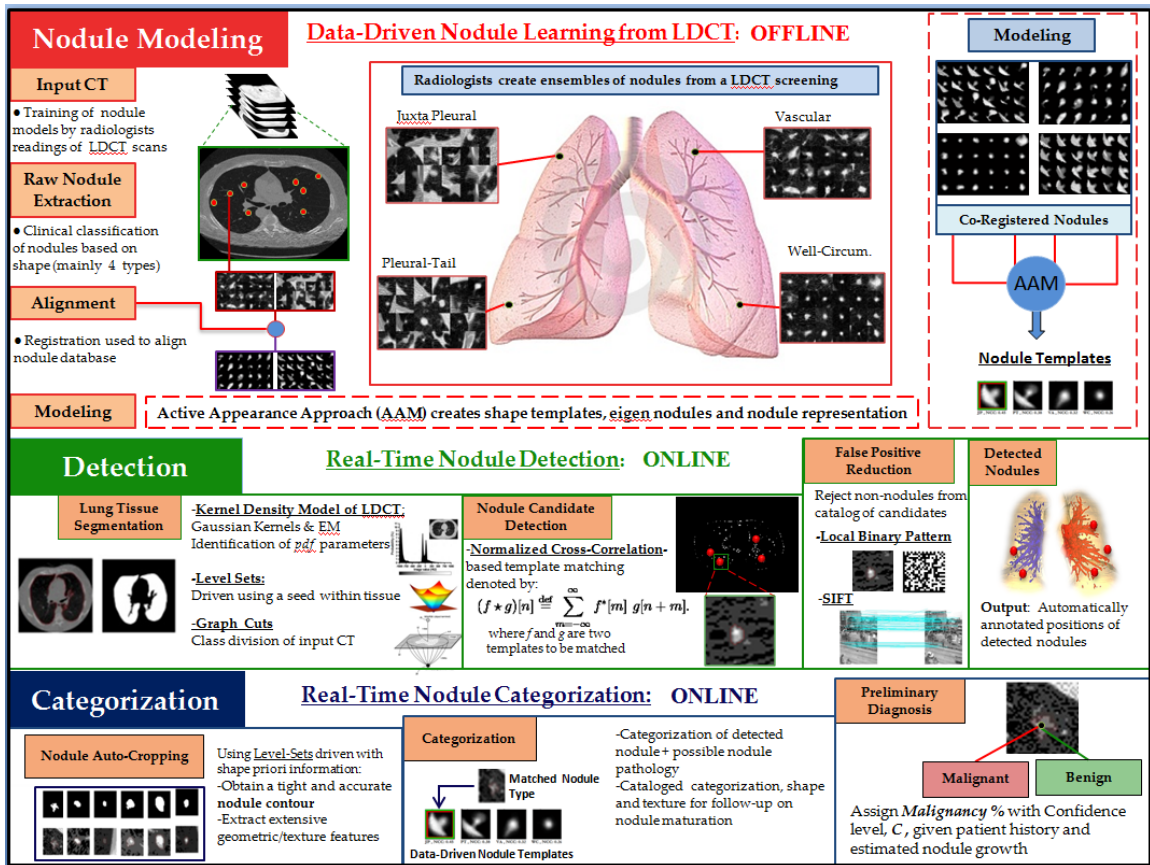 Nodule Modeling
Data-Driven Nodule Learning from LDCT: OFFLINE
Input CT
● Training of nodule
models by radiologists
readings of LDCT scans
Raw Nodule
Extraction
● Clinical classification
of nodules based on
shape (mainly 4 types)
Alignment
● Registration used to align
nodule database
Radiologists create ensembles of nodules from a LDCT screening
Juxta Pleural
Vascular
Pleural-Tail
Well-Circum.
Modeling
Co-Registered Nodules
AAM
Nodule Templates
Modeling
Active Appearance Approach (AAM) creates shape templates, eigen nodules and nodule representation
Detection
Real-Time Nodule Detection: ONLINE
Lung Tissue
Segmentation
-Kernel Density Model of LDCT:
Gaussian Kernels & EM
Identification of pdf parameters
-Level Sets:
Driven using a seed within tissue
-Graph Cuts
Class division of input CT
Nodule Candidate
Detection
-Normalized Cross-Correlation-
based template matching
denoted by:
(f ⋆ g)[n] def= ∑ f*[m] g[n + m].
∞
m=−∞
where f and g are two
templates to be matched
False Positive
Reduction
Reject non-nodules from
catalog of candidates
-Local Binary Pattern
-SIFT
Detected
Nodules
Output: Automatically
annotated positions of
detected nodules
Categorization
Real-Time Nodule Categorization: ONLINE
Nodule Auto-Cropping
Using Level-Sets driven with
shape priori information:
-Obtain a tight and accurate
nodule contour
-Extract extensive
geometric/texture features
Categorization
Matched Nodule
Type
Data-Driven Nodule Templates
-Categorization of detected
nodule + possible nodule
pathology
-Cataloged categorization, shape
and texture for follow-up on
nodule maturation
Preliminary
Diagnosis
Malignant
Benign
Assign Malignancy % with Confidence
level, C , given patient history and
estimated nodule growth